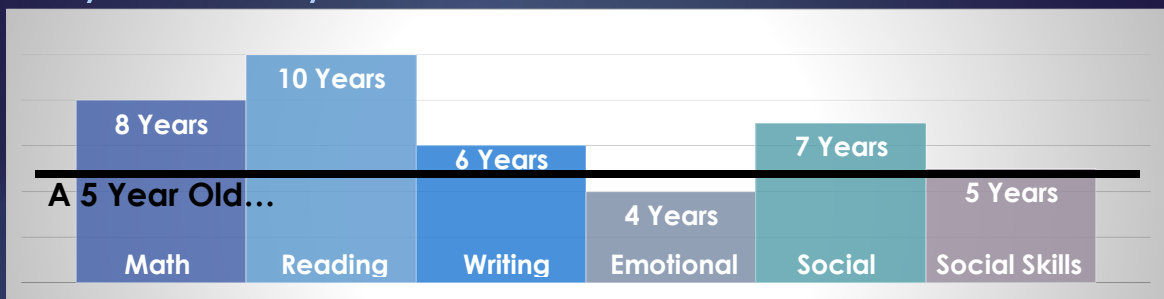 10 Years
8 Years
6 Years
7 Years
A 5 Year Old...
4 Years
5 Years
Math Reading Writing Emotional Social Social Skills